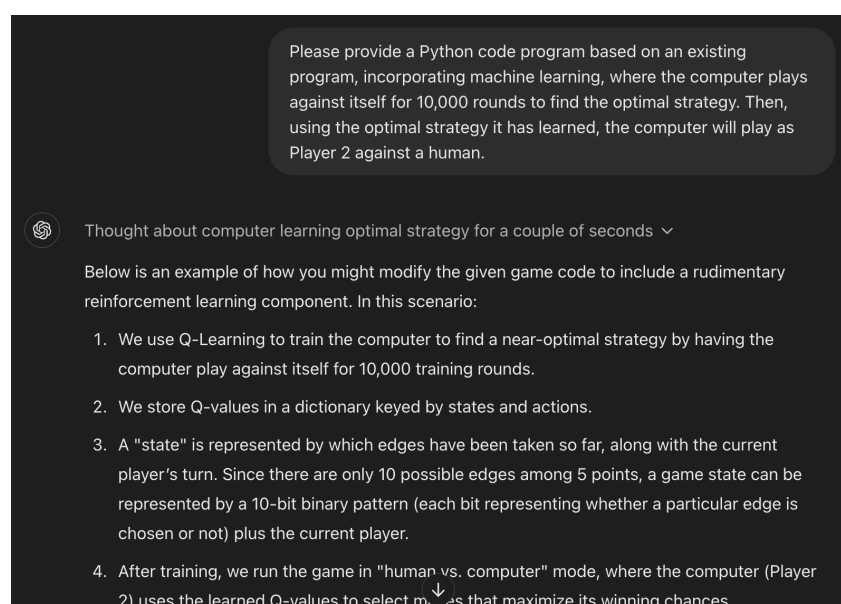 Please provide a Python code program based on an existing
program, incorporating machine learning, where the computer plays
against itself for 10,000 rounds to find the optimal strategy. Then,
using the optimal strategy it has learned, the computer will play as
Player 2 against a human.
Thought about computer learning optimal strategy for a couple of seconds
Below is an example of how you might modify the given game code to include a rudimentary
reinforcement learning component. In this scenario:
1. We use Q-Learning to train the computer to find a near-optimal strategy by having the
computer play against itself for 10,000 training rounds.
2. We store Q-values in a dictionary keyed by states and actions.
3. A "state" is represented by which edges have been taken so far, along with the current
player's turn. Since there are only 10 possible edges among 5 points, a game state can be
represented by a 10-bit binary pattern (each bit representing whether a particular edge is
chosen or not) plus the current player.
4. After training, we run the game in "human vs. computer" mode, where the computer (Player
2) uses the learned Q-values to select that maximize its winning chances.